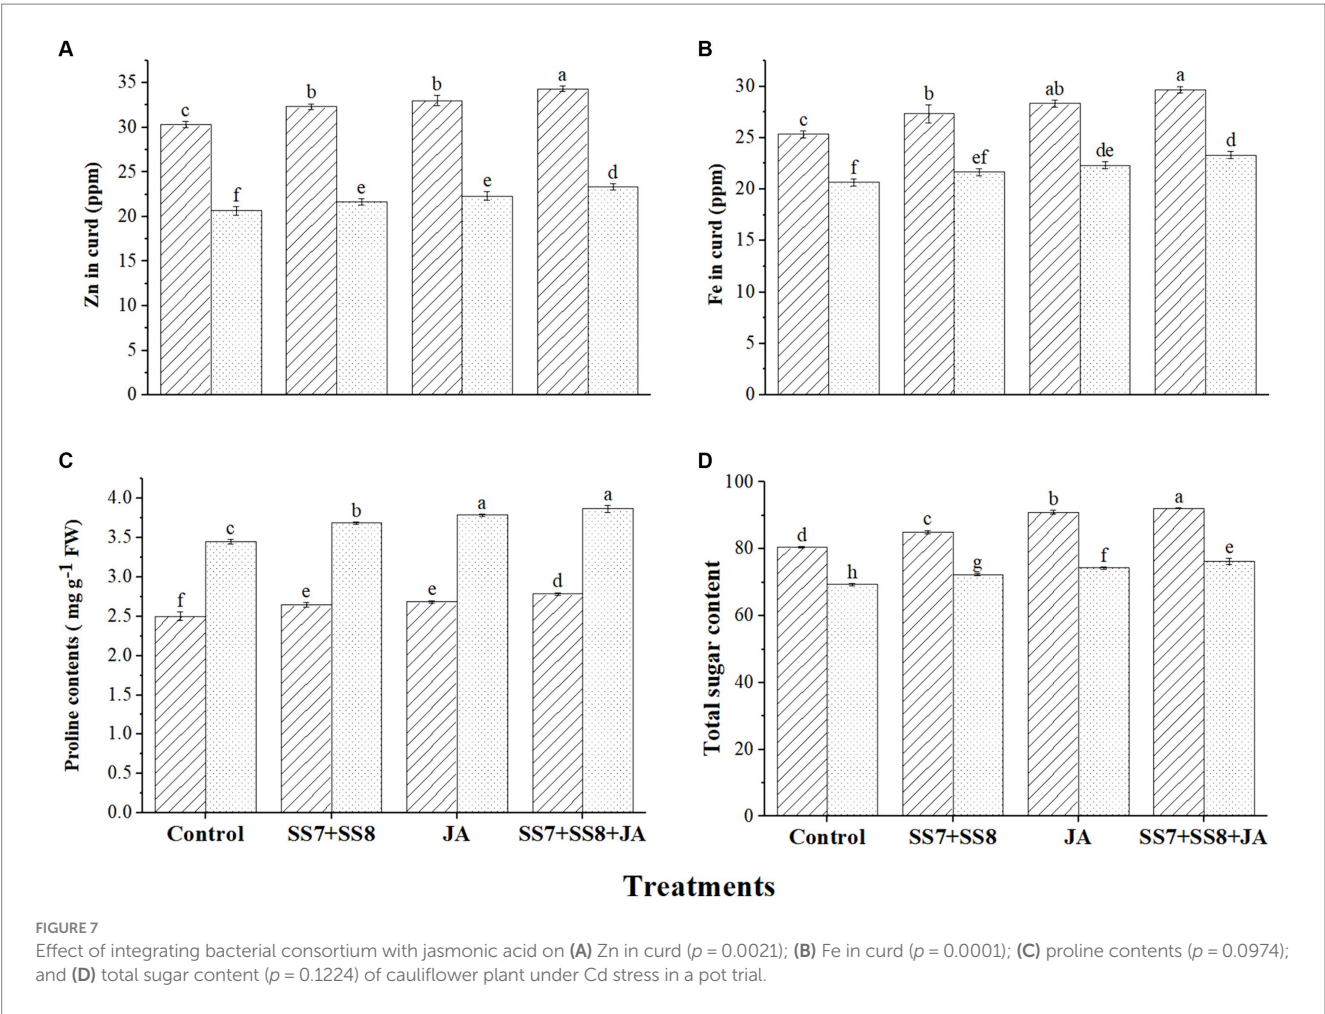 A
35
30
25
20
15
10
5
0
Zn in curd (ppm)
c
f
b
e
b
e
a
d
B
30
25
20
15
10
5
0
Fe in curd (ppm)
c
f
b
ef
ab
de
a
d
C
4.0
3.5
3.0
2.5
2.0
1.5
1.0
0.5
0.0
Proline contents ( mg g-1 FW)
f
c
e
b
e
a
d
a
Control SS7+SS8 JA SS7+SS8+JA
D
100
80
60
40
20
0
Total sugar content
d
h
c
g
b
f
a
e
Control SS7+SS8 JA SS7+SS8+JA
Treatments
FIGURE 7
Effect of integrating bacterial consortium with jasmonic acid on (A) Zn in curd (p = 0.0021); (B) Fe in curd (p = 0.0001); (C) proline contents (p = 0.0974);
and (D) total sugar content (p = 0.1224) of cauliflower plant under Cd stress in a pot trial.